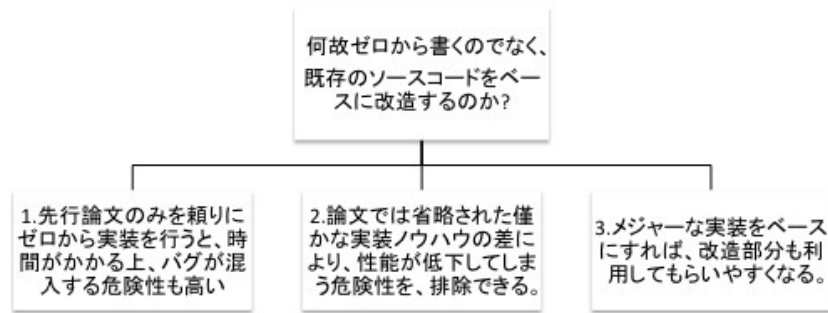 何故ゼロから書くのでなく、
既存のソースコードをベー
スに改造するのか?
1.先行論文のみを頼りに
ゼロから実装を行うと、時
間がかかる上、バグが混
入する危険性も高い
2.論文では省略された僅
かな実装ノウハウの差に
より、性能が低下してしま
う危険性を、排除できる。
3.メジャーな実装をベース
にすれば、改造部分も利
用してもらいやすくなる。